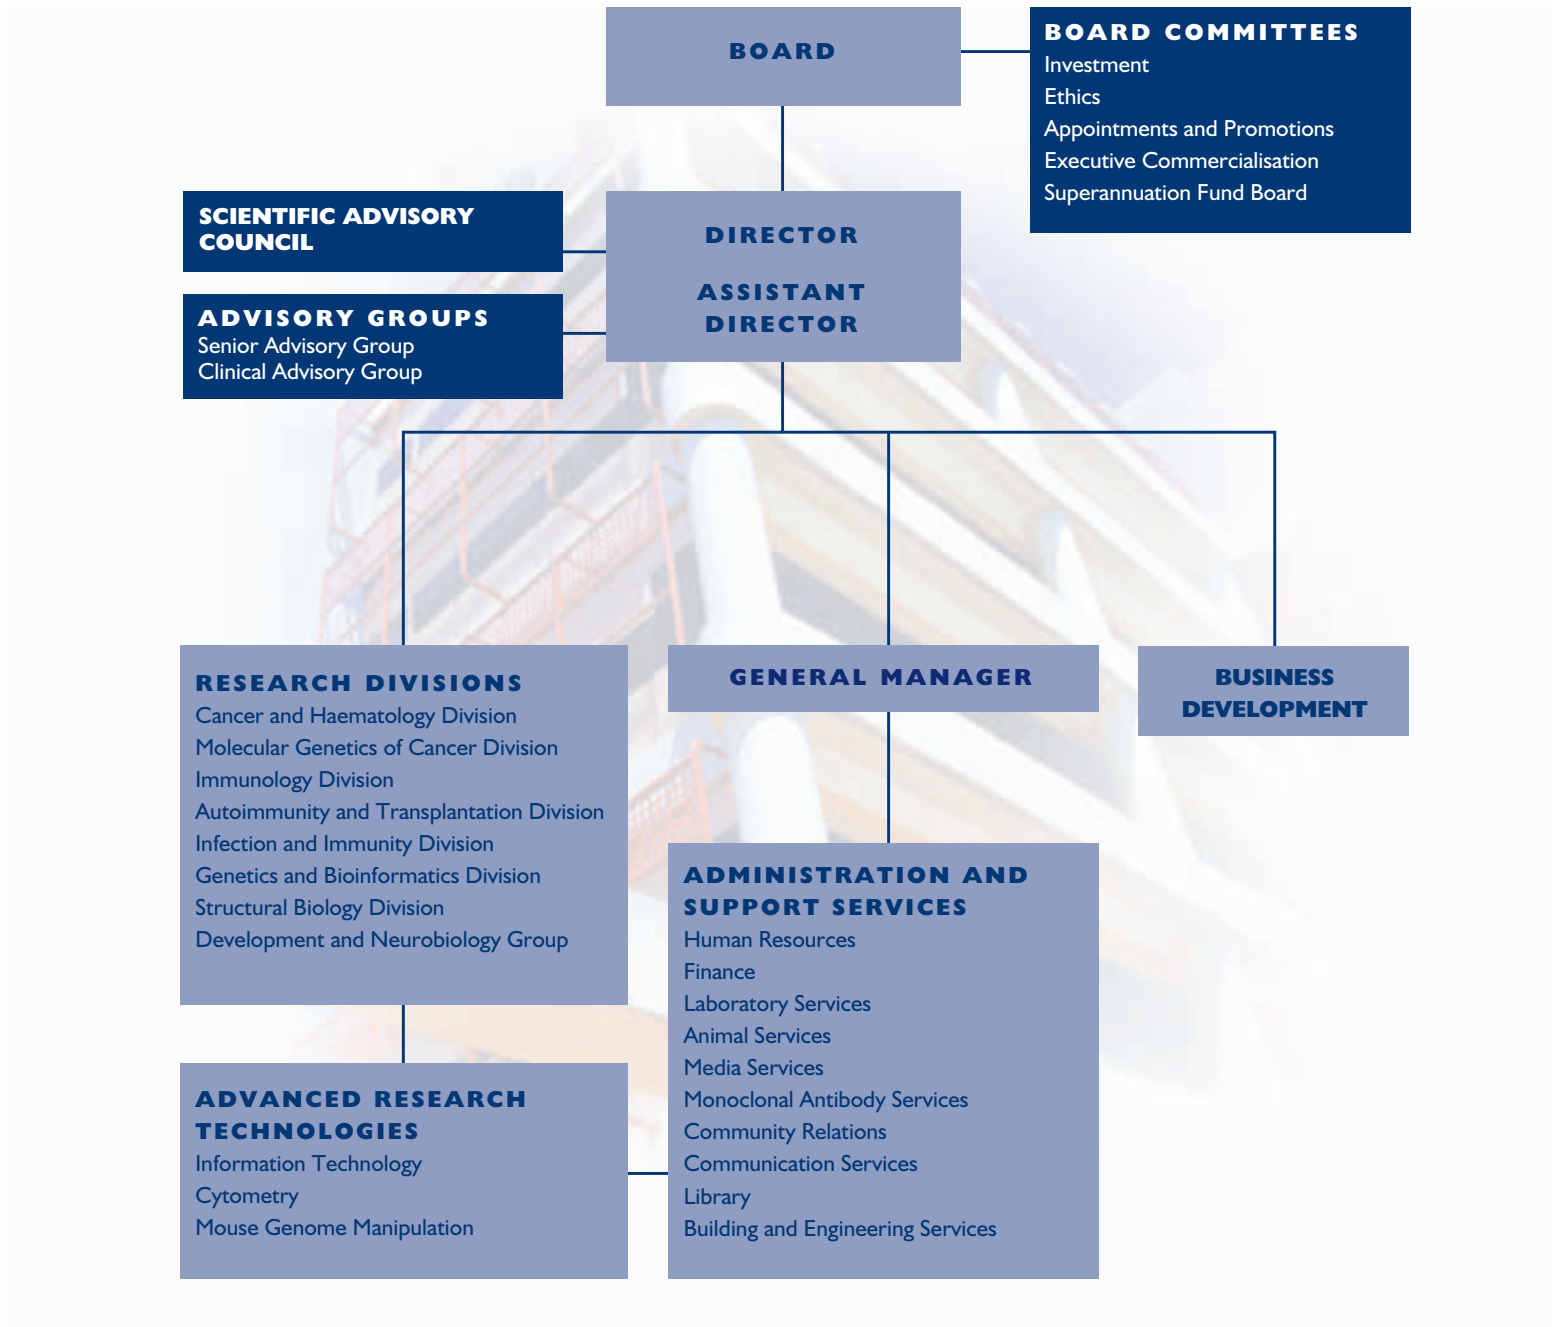 BOARD
BOARD COMMITTEES
Investment
Ethics
Appointments and Promotions
Executive Commercialisation
Superannuation Fund Board
SCIENTIFIC ADVISORY
COUNCIL
DIRECTOR
ASSISTANT
DIRECTOR
ADVISORY GROUPS
Senior Advisory Group
Clinical Advisory Group
RESEARCH DIVISIONS
Cancer and Haematology Division
Molecular Genetics of Cancer Division
Immunology Division
Autoimmunity and Transplantation Division
Infection and Immunity Division
Genetics and Bioinformatics Division
Structural Biology Division
Development and Neurobiology Group
GENERAL MANAGER
BUSINESS
DEVELOPMENT
ADVANCED RESEARCH
TECHNOLOGIES
Information Technology
Cytometry
Mouse Genome Manipulation
ADMINISTRATION AND
SUPPORT SERVICES
Human Resources
Finance
Laboratory Services
Animal Services
Media Services
Monoclonal Antibody Services
Community Relations
Communication Services
Library
Building and Engineering Services